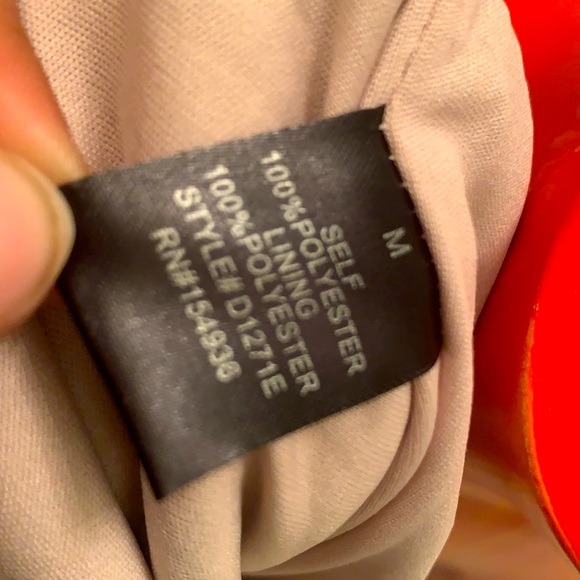 M
SELF
100%POLYESTER
LINING
100%POLYESTER
STYLE# D1271E
RN#154936